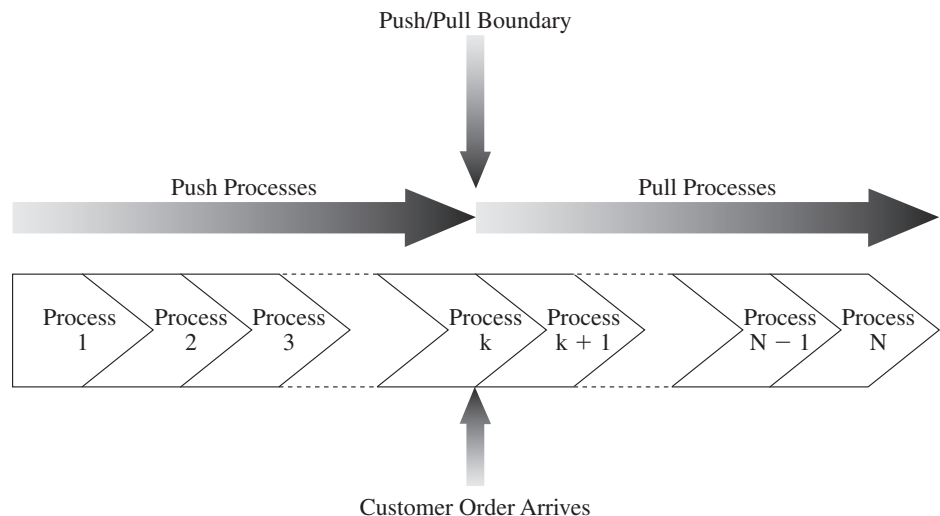 Push/Pull Boundary
Push Processes
Pull Processes
Process
1
Process
2
Process
3
Process
k
Process
k + 1
Process
N − 1
Process
N
Customer Order Arrives